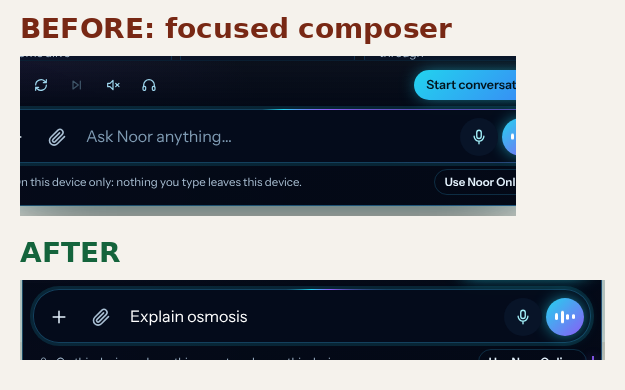 BEFORE: focused composer
through
Start conversat
Ask Noor anything...
n this device only: nothing you type leaves this device.
Use Noor Onl
AFTER
Explain osmosis